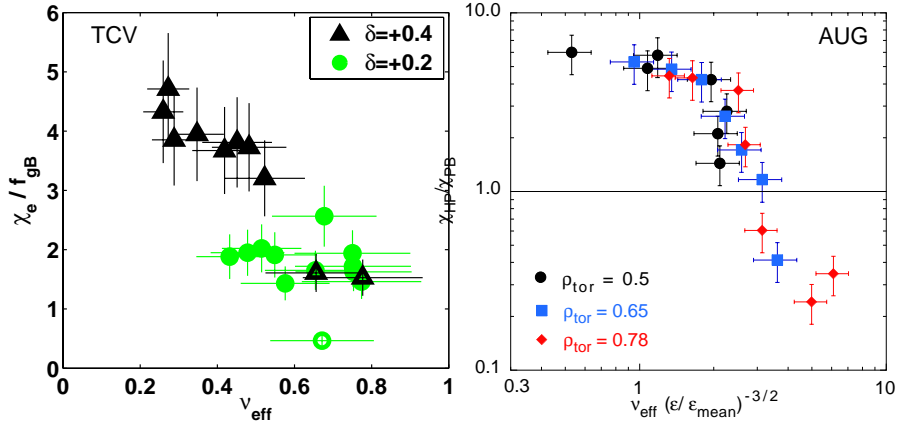 TCV
δ=+0.4
δ=+0.2
χe / fgB
6
5
4
3
2
1
0
0
0.2
0.4
0.6
0.8
1
νeff
AUG
χHP/χPB
10.0
1.0
0.1
ρtor = 0.5
ρtor = 0.65
ρtor = 0.78
0.3
1
10
νeff (ε/εmean)-3/2